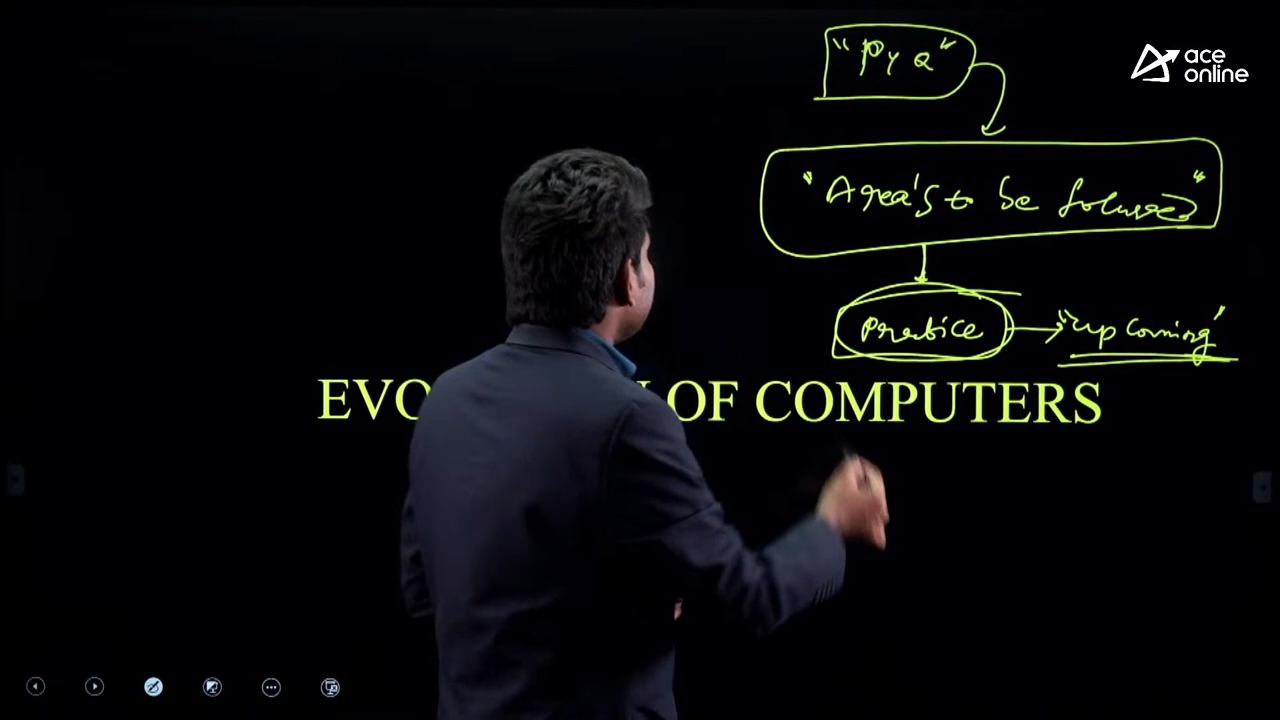 "PYQ"
ace
online
"Area's to be focused"
Practice
"up coming"
EVO OF COMPUTERS